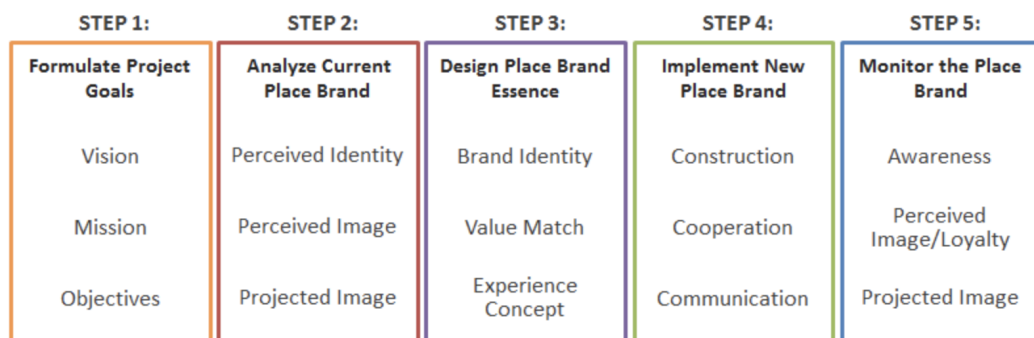 STEP 1:
Formulate Project
Goals
Vision
Mission
Objectives
STEP 2:
Analyze Current
Place Brand
Perceived Identity
Perceived Image
Projected Image
STEP 3:
Design Place Brand
Essence
Brand Identity
Value Match
Experience
Concept
STEP 4:
Implement New
Place Brand
Construction
Cooperation
Communication
STEP 5:
Monitor the Place
Brand
Awareness
Perceived
Image/Loyalty
Projected Image